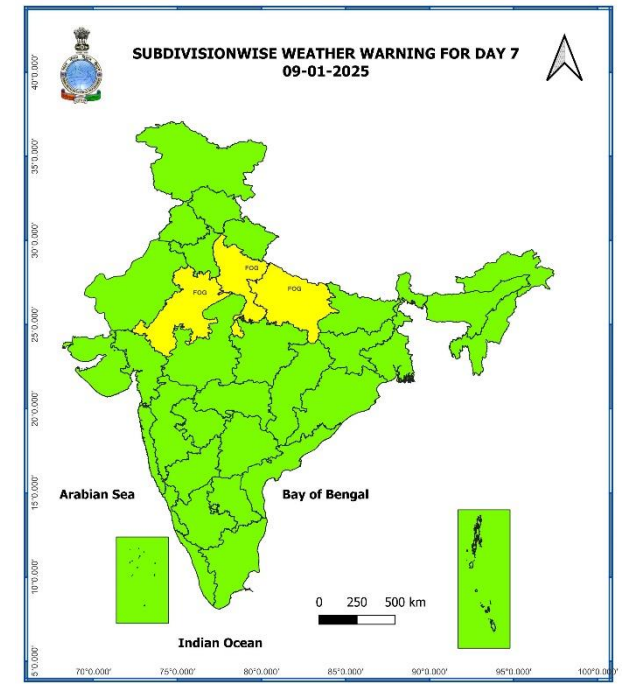 SUBDIVISIONWISE WEATHER WARNING FOR DAY 7
09-01-2025
40°0.000'
35°0.000'
30°0.000'
25°0.000'
20°0.000'
15°0.000'
10°0.000'
5°0.000'
FOG
FOG
FOG
Arabian Sea
Bay of Bengal
0 250 500 km
Indian Ocean
70°0.000' 75°0.000' 80°0.000' 85°0.000' 90°0.000' 95°0.000' 100°0.000'